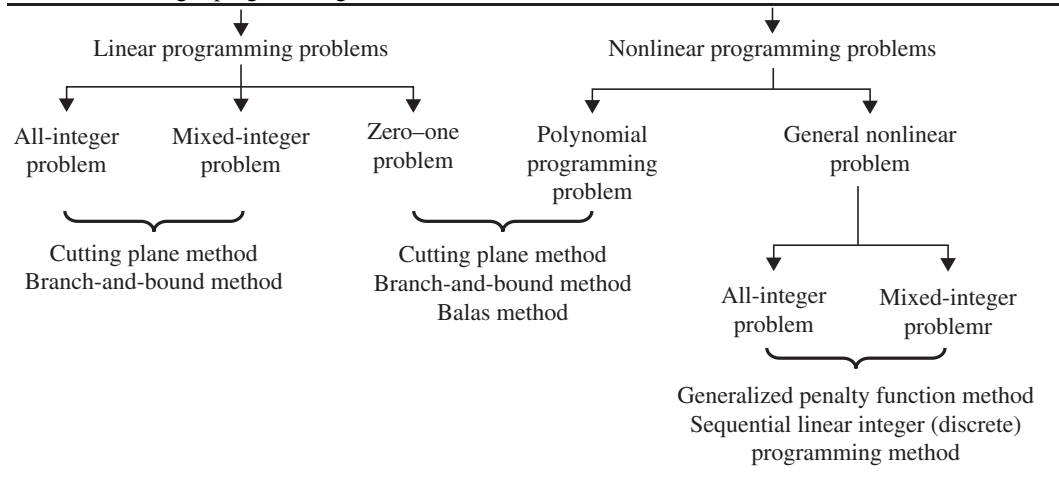 Linear programming problems
Nonlinear programming problems
All-integer
problem
Mixed-integer
problem
Zero–one
problem
Polynomial
programming
problem
General nonlinear
problem
Cutting plane method
Branch-and-bound method
Cutting plane method
Branch-and-bound method
Balas method
All-integer
problem
Mixed-integer
problemr
Generalized penalty function method
Sequential linear integer (discrete)
programming method